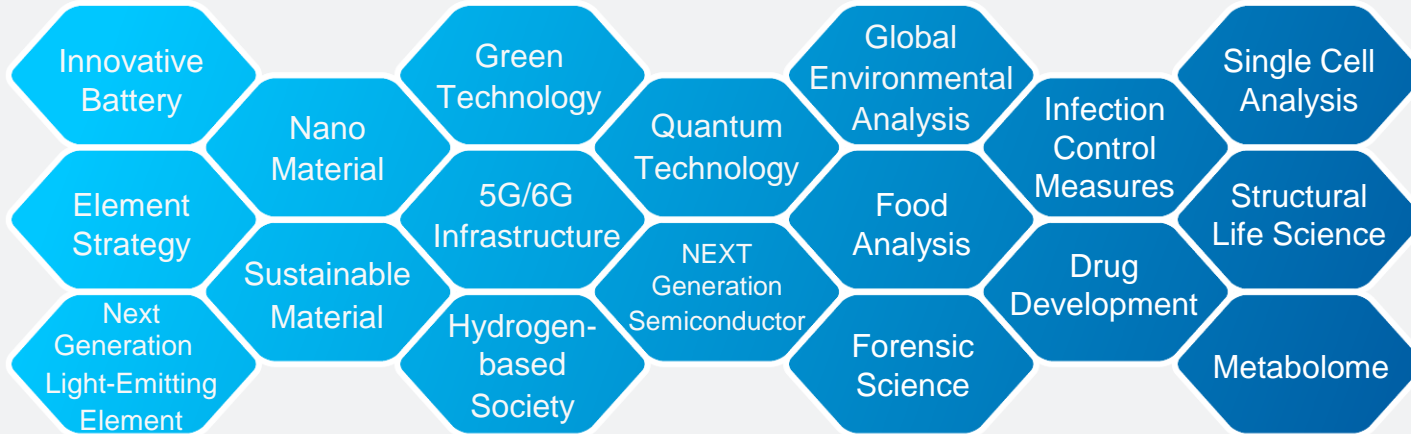 Innovative
Battery
Element
Strategy
Next
Generation
Light-Emitting
Element
Nano
Material
Sustainable
Material
Green
Technology
5G/6G
Infrastructure
Hydrogen-
based
Society
Quantum
Technology
NEXT
Generation
Semiconductor
Global
Environmental
Analysis
Food
Analysis
Forensic
Science
Infection
Control
Measures
Drug
Development
Single Cell
Analysis
Structural
Life Science
Metabolome